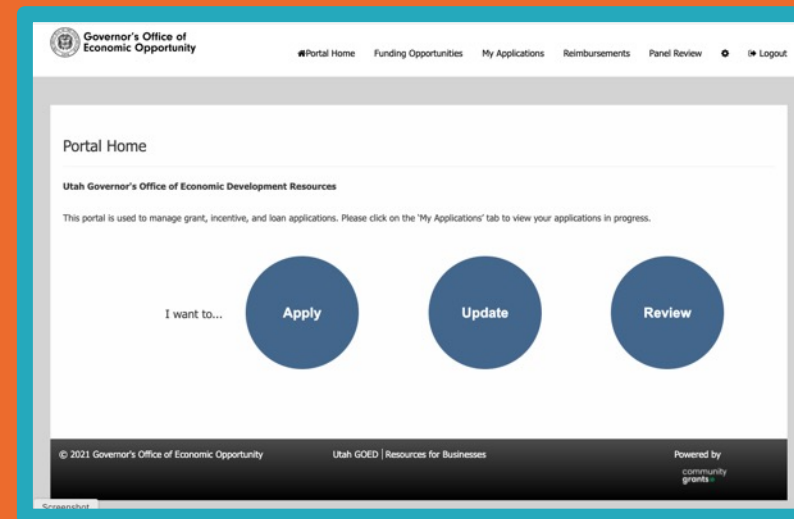 Governor's Office of
Economic Opportunity
Portal Home Funding Opportunities My Applications Reimbursements Panel Review Logout
Portal Home
Utah Governor's Office of Economic Development Resources
This portal is used to manage grant, incentive, and loan applications. Please click on the 'My Applications' tab to view your applications in progress.
I want to... Apply Update Review
© 2021 Governor's Office of Economic Opportunity Utah GOED | Resources for Businesses Powered by
community
grants
Screenshot